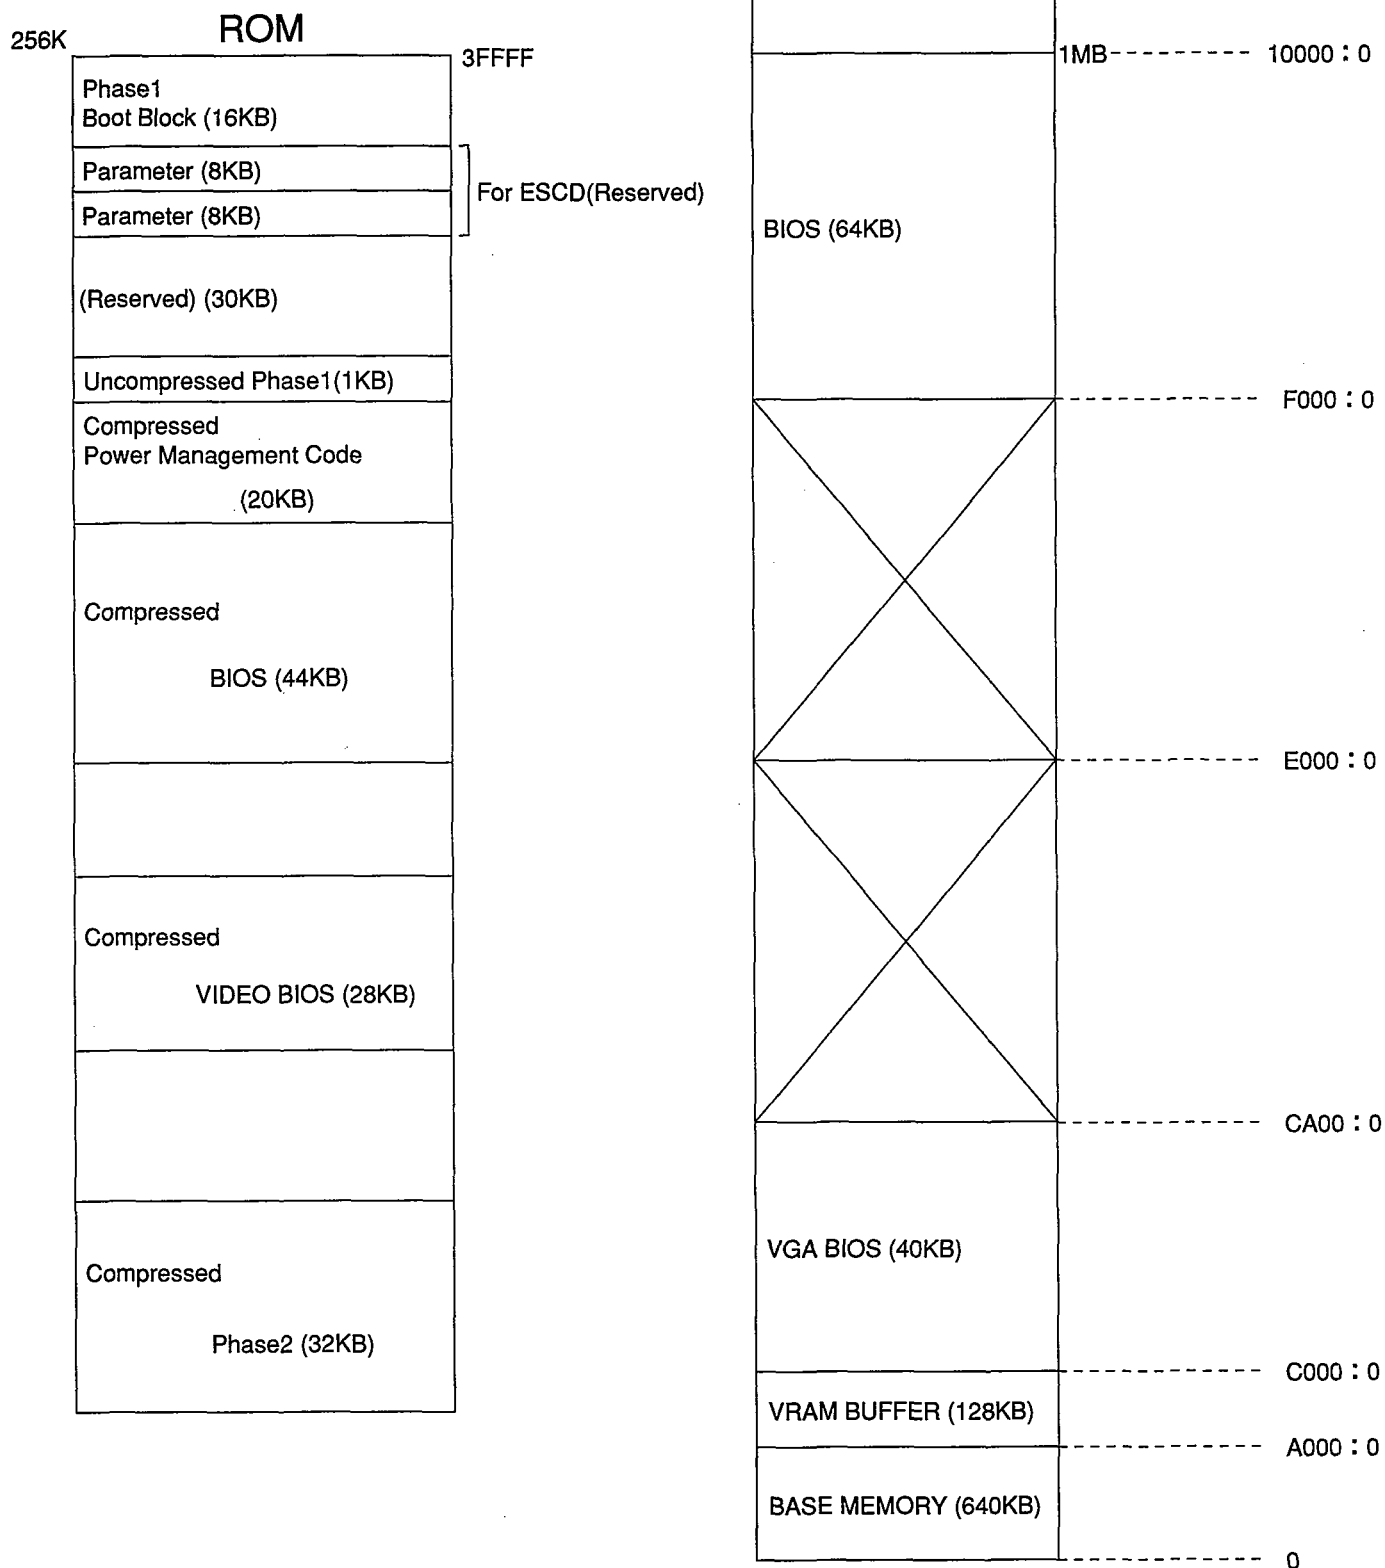 ROM
256K
3FFFF
Phase1
Boot Block (16KB)
Parameter (8KB)
Parameter (8KB)
For ESCD(Reserved)
(Reserved) (30KB)
Uncompressed Phase1(1KB)
Compressed
Power Management Code
(20KB)
Compressed
BIOS (44KB)
Compressed
VIDEO BIOS (28KB)
Compressed
Phase2 (32KB)
1MB
10000:0
BIOS (64KB)
F000:0
E000:0
CA00:0
VGA BIOS (40KB)
C000:0
VRAM BUFFER (128KB)
A000:0
BASE MEMORY (640KB)
0